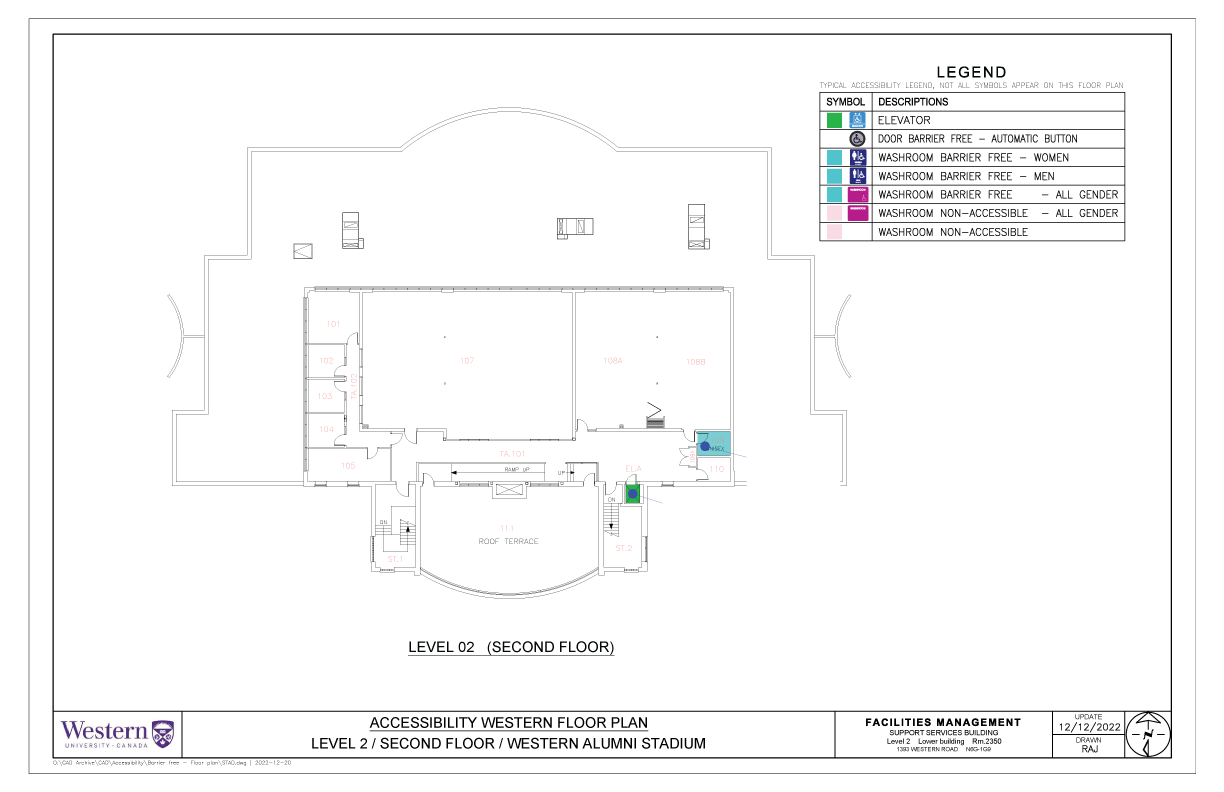 LEGEND
TYPICAL ACCESSIBILITY LEGEND, NOT ALL SYMBOLS APPEAR ON THIS FLOOR PLAN
SYMBOL DESCRIPTIONS
ELEVATOR
DOOR BARRIER FREE - AUTOMATIC BUTTON
WASHROOM BARRIER FREE - WOMEN
WASHROOM BARRIER FREE - MEN
WASHROOM BARRIER FREE - ALL GENDER
WASHROOM NON-ACCESSIBLE - ALL GENDER
WASHROOM NON-ACCESSIBLE
101
102
107
108A
108B
TA.102
103
104
105
TA.101
RAMP UP
UP
EL.A
110
DN
DN
111
ROOF TERRACE
ST.1
ST.2
LEVEL 02 (SECOND FLOOR)
Western
UNIVERSITY · CANADA
ACCESSIBILITY WESTERN FLOOR PLAN
LEVEL 2 / SECOND FLOOR / WESTERN ALUMNI STADIUM
FACILITIES MANAGEMENT
SUPPORT SERVICES BUILDING
Level 2 Lower building Rm.2350
1393 WESTERN ROAD N6G-1G9
UPDATE
12/12/2022
DRAWN
RAJ
N
O:\CAD Archive\CAD\Accessibility\Barrier free - Floor plan\STAD.dwg | 2022-12-20